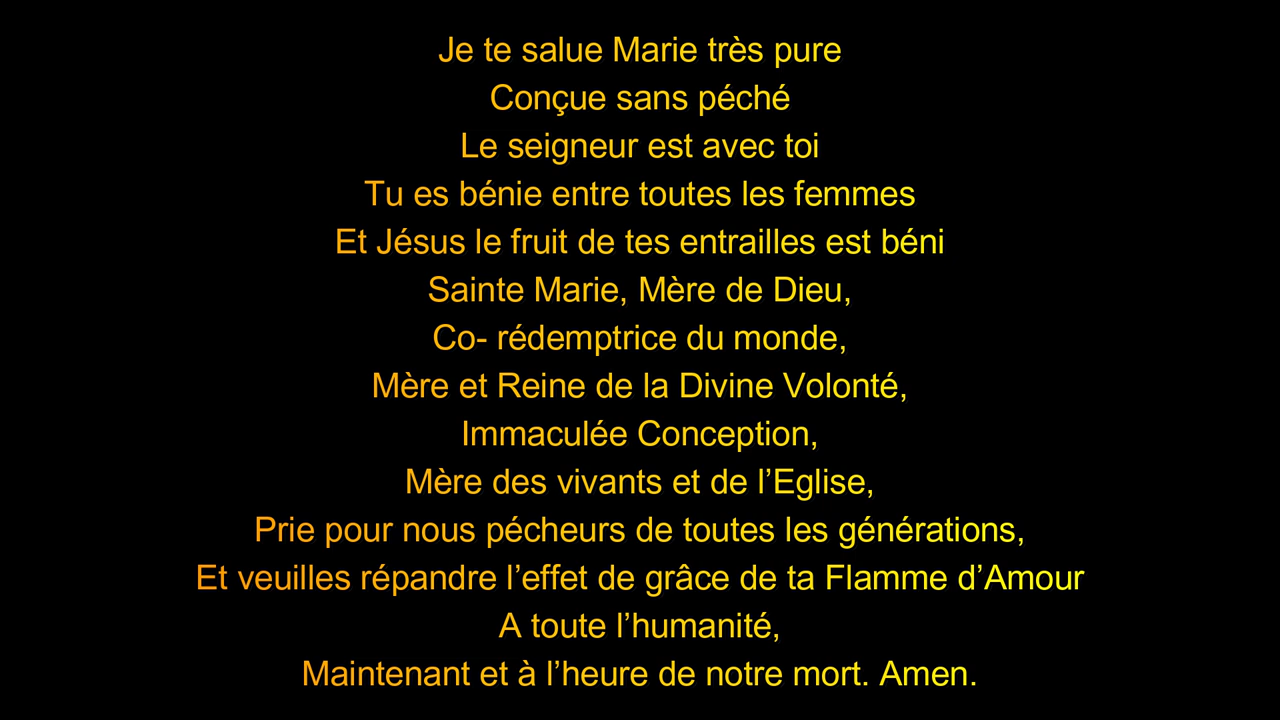 Je te salue Marie très pure
Conçue sans péché
Le seigneur est avec toi
Tu es bénie entre toutes les femmes
Et Jésus le fruit de tes entrailles est béni
Sainte Marie, Mère de Dieu,
Co- rédemptrice du monde,
Mère et Reine de la Divine Volonté,
Immaculée Conception,
Mère des vivants et de l’Eglise,
Prie pour nous pécheurs de toutes les générations,
Et veuilles répandre l’effet de grâce de ta Flamme d’Amour
A toute l’humanité,
Maintenant et à l’heure de notre mort. Amen.